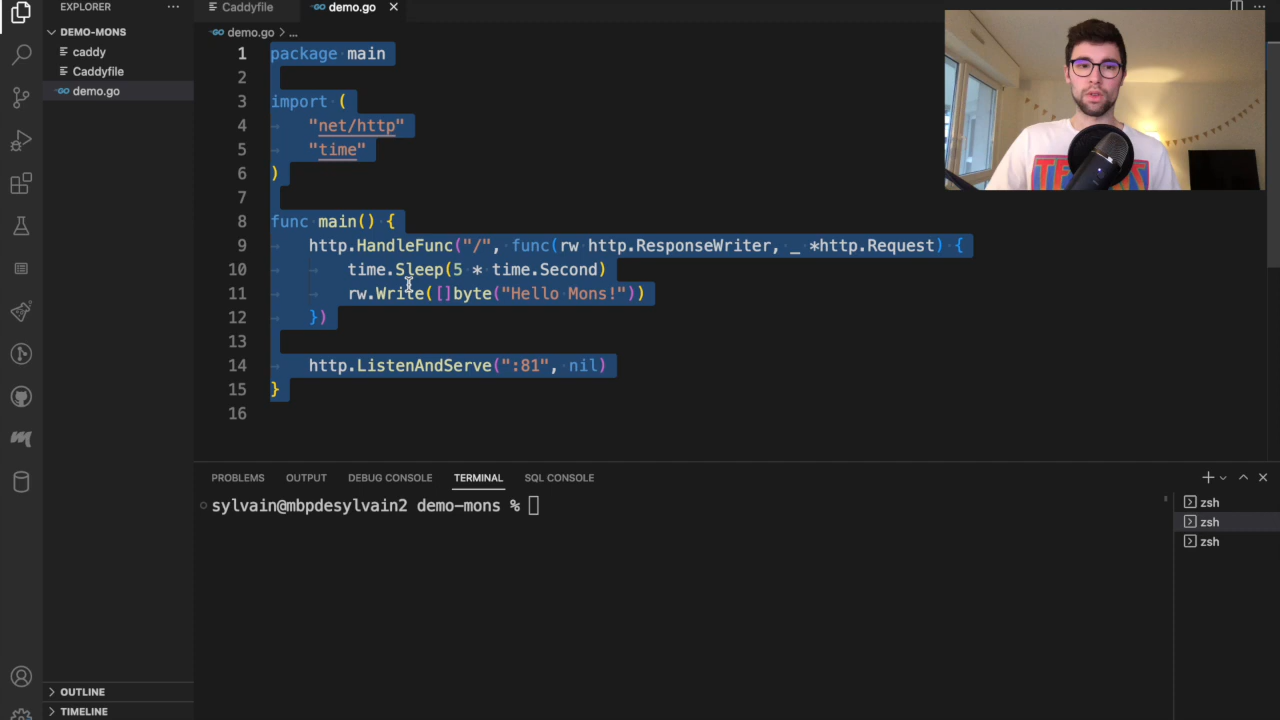 EXPLORER ...
DEMO-MONS
caddy
Caddyfile
demo.go
OUTLINE
TIMELINE
Caddyfile
demo.go
demo.go > ...
1 package main
2
3 import (
4 "net/http"
5 "time"
6 )
7
8 func main() {
9 http.HandleFunc("/", func(rw http.ResponseWriter, _ *http.Request) {
10 time.Sleep(5 * time.Second)
11 rw.Write([]byte("Hello Mons!"))
12 })
13
14 http.ListenAndServe(":81", nil)
15 }
16
PROBLEMS OUTPUT DEBUG CONSOLE TERMINAL SQL CONSOLE
sylvain@mbpdesylvain2 demo-mons %
zsh
zsh
zsh